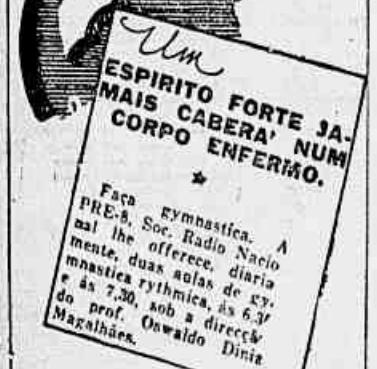 Um
ESPIRITO FORTE JA-
MAIS CABERA' NUM
CORPO ENFERMO.
Faça gymnastica. A
PRE-8, Soc. Radio Nacio
nal lhe offerece, diaria
mente, duas aulas de gy.
mnastica rythmica, ás 6,3
e ás 7,30, sob a direcçã
do prof. Oswaldo Diniz
Magalhães.